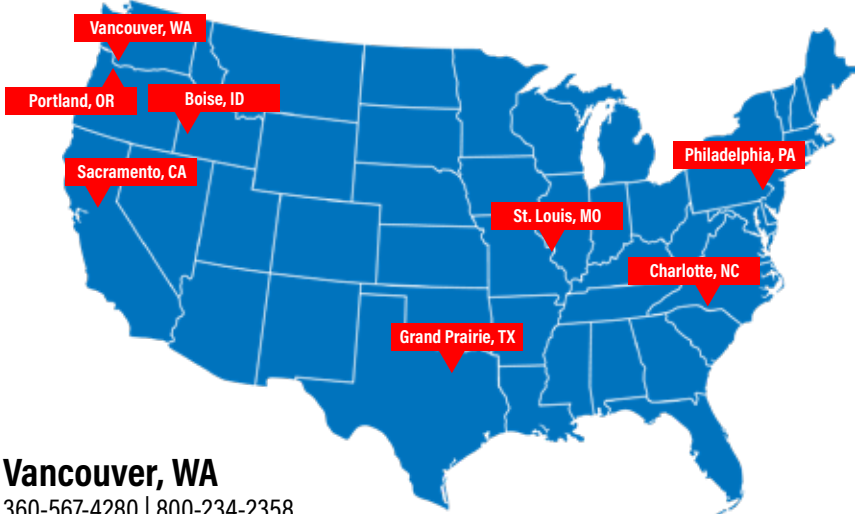 Vancouver, WA
Portland, OR
Boise, ID
Sacramento, CA
Philadelphia, PA
St. Louis, MO
Charlotte, NC
Grand Prairie, TX
Vancouver, WA
360-567-4280 | 800-234-2358